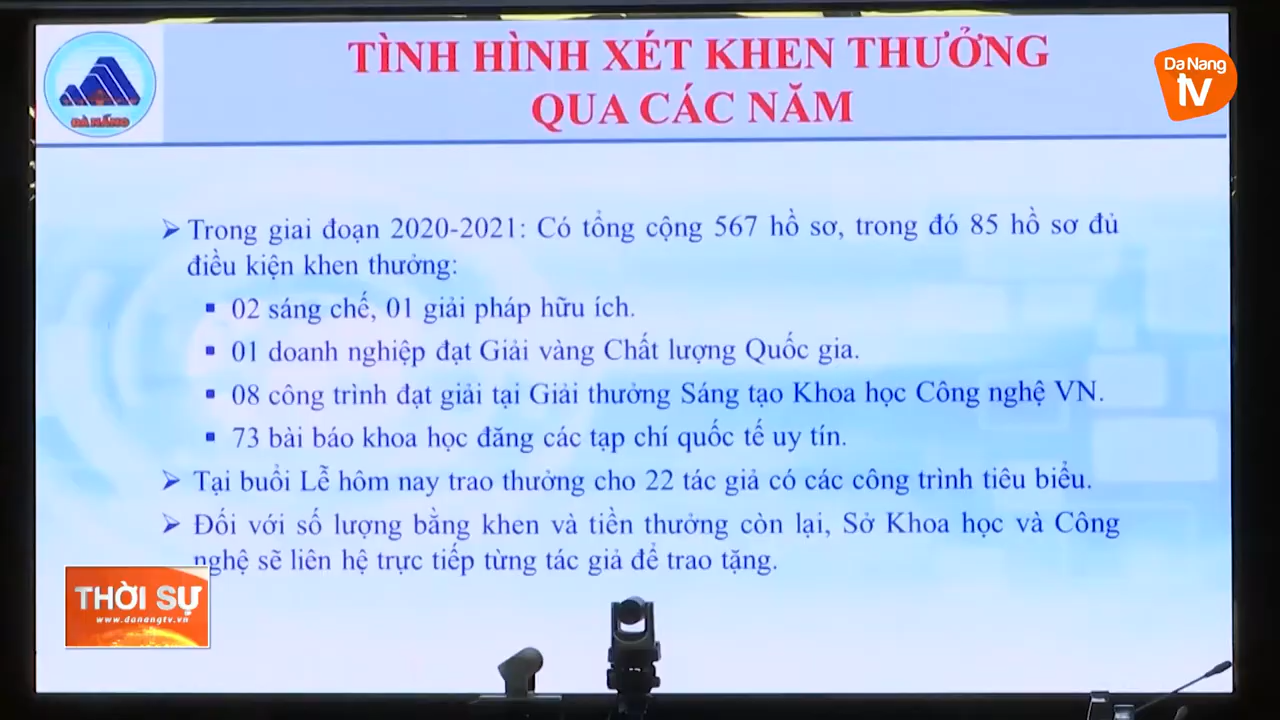 TÌNH HÌNH XÉT KHEN THƯỞNG
QUA CÁC NĂM
Da Nang
tv
ĐÀ NẴNG
➢ Trong giai đoạn 2020-2021: Có tổng cộng 567 hồ sơ, trong đó 85 hồ sơ đủ
điều kiện khen thưởng:
▪ 02 sáng chế, 01 giải pháp hữu ích.
▪ 01 doanh nghiệp đạt Giải vàng Chất lượng Quốc gia.
▪ 08 công trình đạt giải tại Giải thưởng Sáng tạo Khoa học Công nghệ VN.
▪ 73 bài báo khoa học đăng các tạp chí quốc tế uy tín.
➢ Tại buổi Lễ hôm nay trao thưởng cho 22 tác giả có các công trình tiêu biểu.
➢ Đối với số lượng bằng khen và tiền thưởng còn lại, Sở Khoa học và Công
nghệ sẽ liên hệ trực tiếp từng tác giả để trao tặng.
THỜI SỰ
www.danangtv.vn